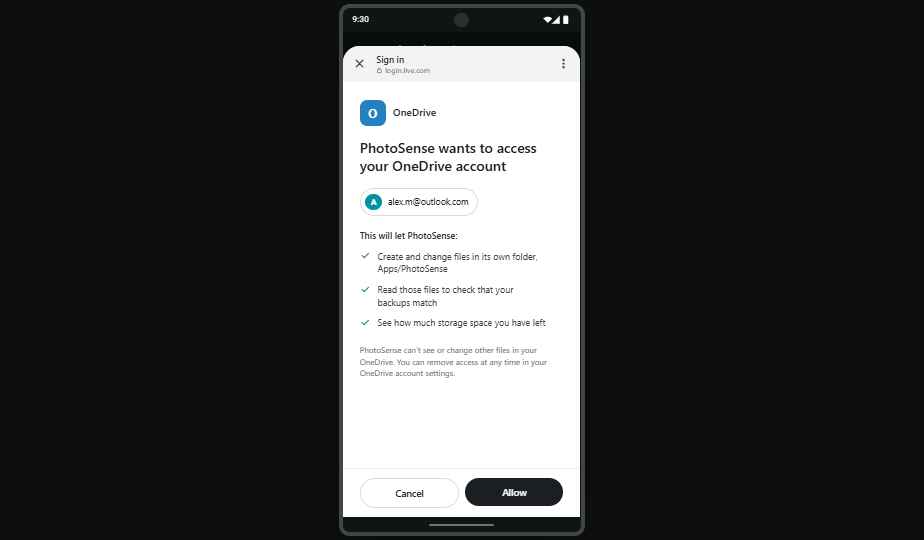 9:30
Sign in
login.live.com
O
OneDrive
PhotoSense wants to access
your OneDrive account
A
alex.m@outlook.com
This will let PhotoSense:
Create and change files in its own folder,
Apps/PhotoSense
Read those files to check that your
backups match
See how much storage space you have left
PhotoSense can't see or change other files in your
OneDrive. You can remove access at any time in your
OneDrive account settings.
Cancel
Allow